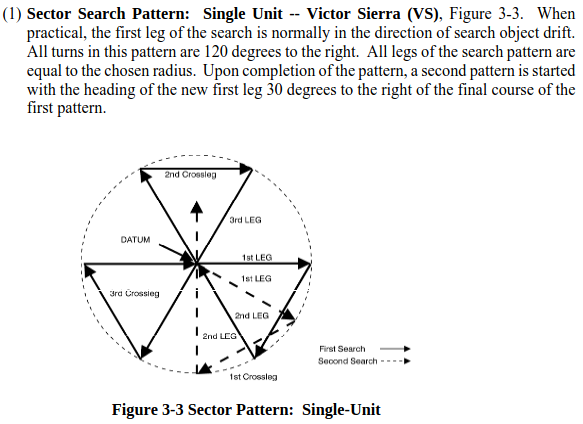 (1) Sector Search Pattern: Single Unit -- Victor Sierra (VS), Figure 3-3. When
practical, the first leg of the search is normally in the direction of search object drift.
All turns in this pattern are 120 degrees to the right. All legs of the search pattern are
equal to the chosen radius. Upon completion of the pattern, a second pattern is started
with the heading of the new first leg 30 degrees to the right of the final course of the
first pattern.
2nd Crossleg
3rd LEG
DATUM
1st LEG
1st LEG
3rd Crossleg
2nd LEG
2nd LEG
First Search
Second Search
1st Crossleg
Figure 3-3 Sector Pattern: Single-Unit